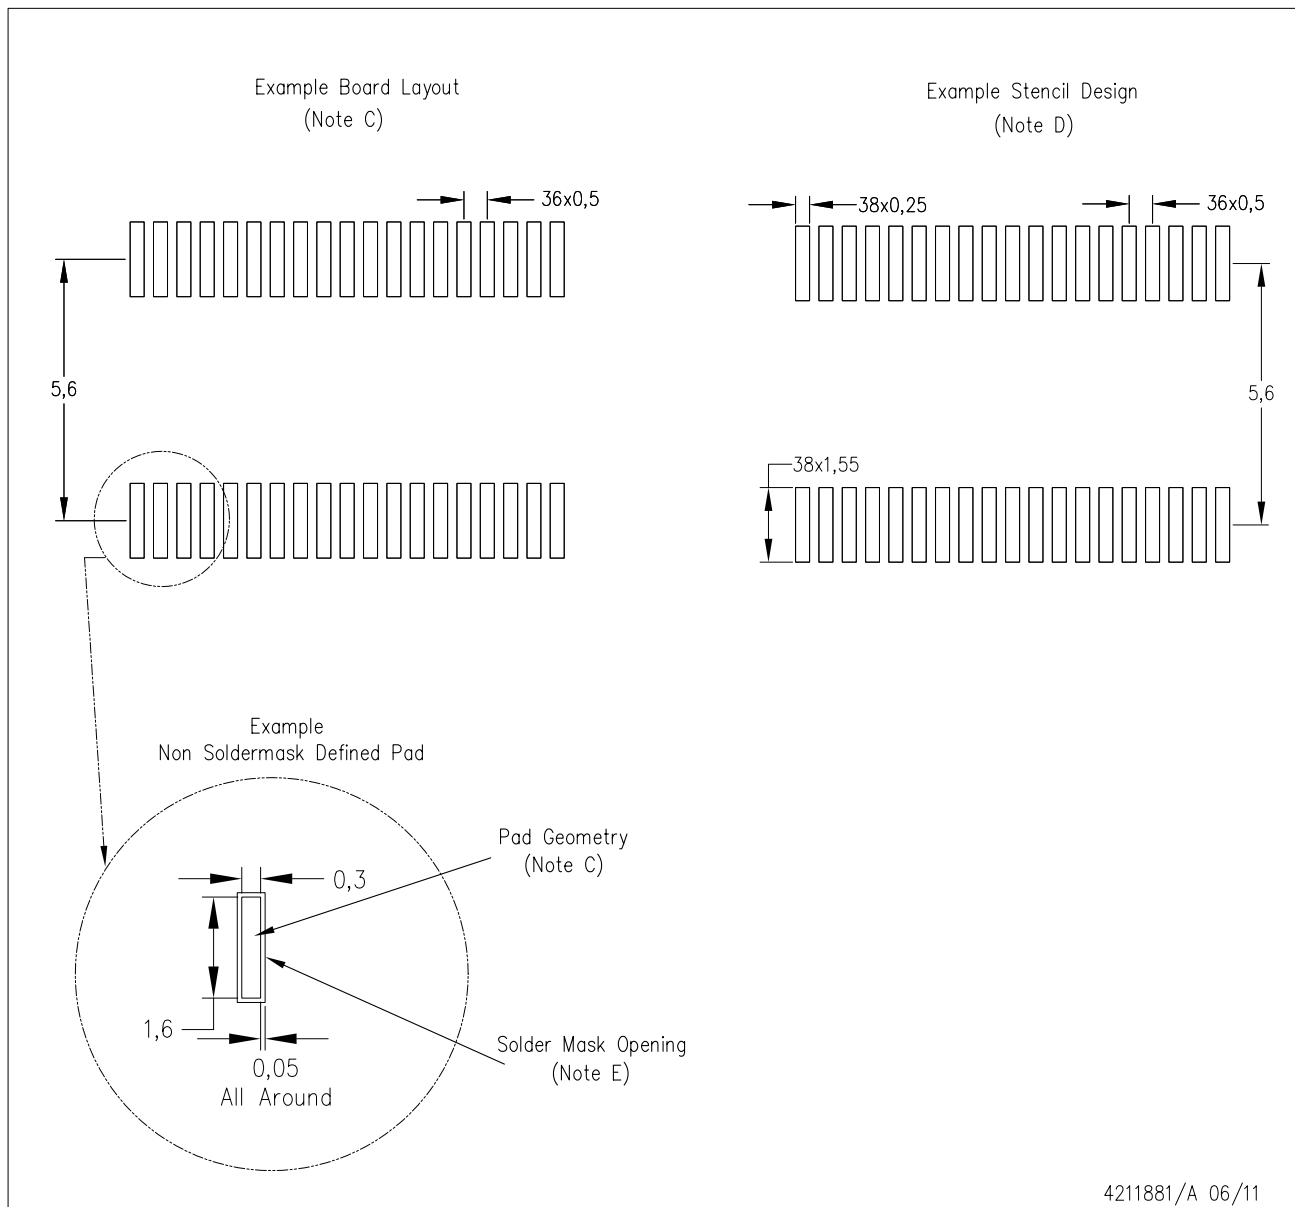 Example Board Layout
(Note C)
Example Stencil Design
(Note D)
36x0,5
38x0,25
36x0,5
5,6
5,6
38x1,55
Example
Non Soldermask Defined Pad
Pad Geometry
(Note C)
0,3
1,6
0,05
All Around
Solder Mask Opening
(Note E)
4211881/A 06/11